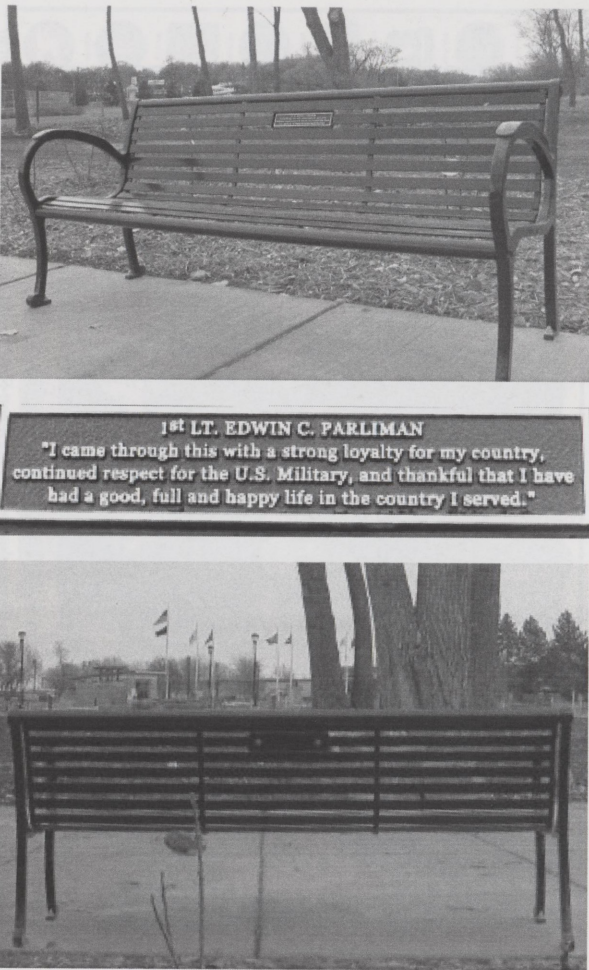 1st LT. EDWIN C. PARLIMAN
"I came through this with a strong loyalty for my country,
continued respect for the U.S. Military, and thankful that I have
had a good, full and happy life in the country I served."